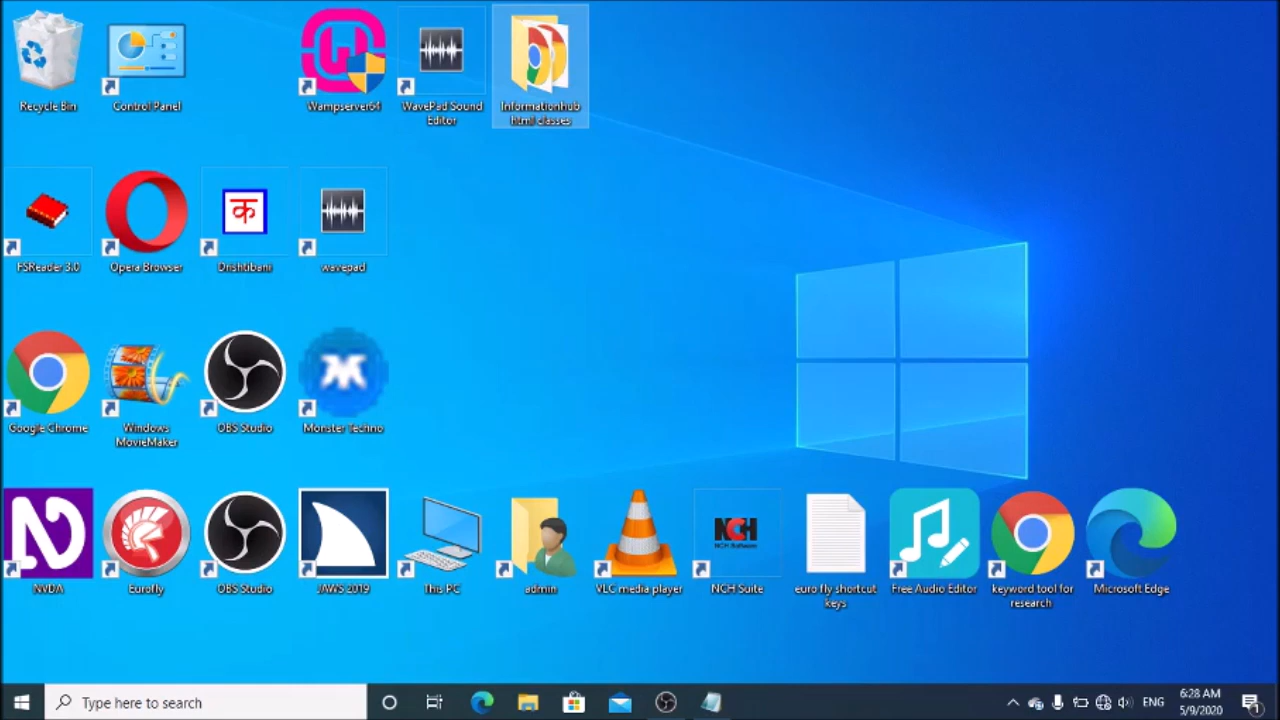 Recycle Bin
Control Panel
Wampserver64
WavePad Sound
Editor
Informationhub
html classes
FSReader 3.0
Opera Browser
क
Drishtibani
wavepad
Google Chrome
Windows
MovieMaker
OBS Studio
Monster Techno
NVDA
Eurofly
OBS Studio
JAWS 2019
This PC
admin
VLC media player
NCH
NCH Software
NCH Suite
euro fly shortcut
keys
Free Audio Editor
keyword tool for
research
Microsoft Edge
Type here to search
ENG
6:28 AM
5/9/2020
1